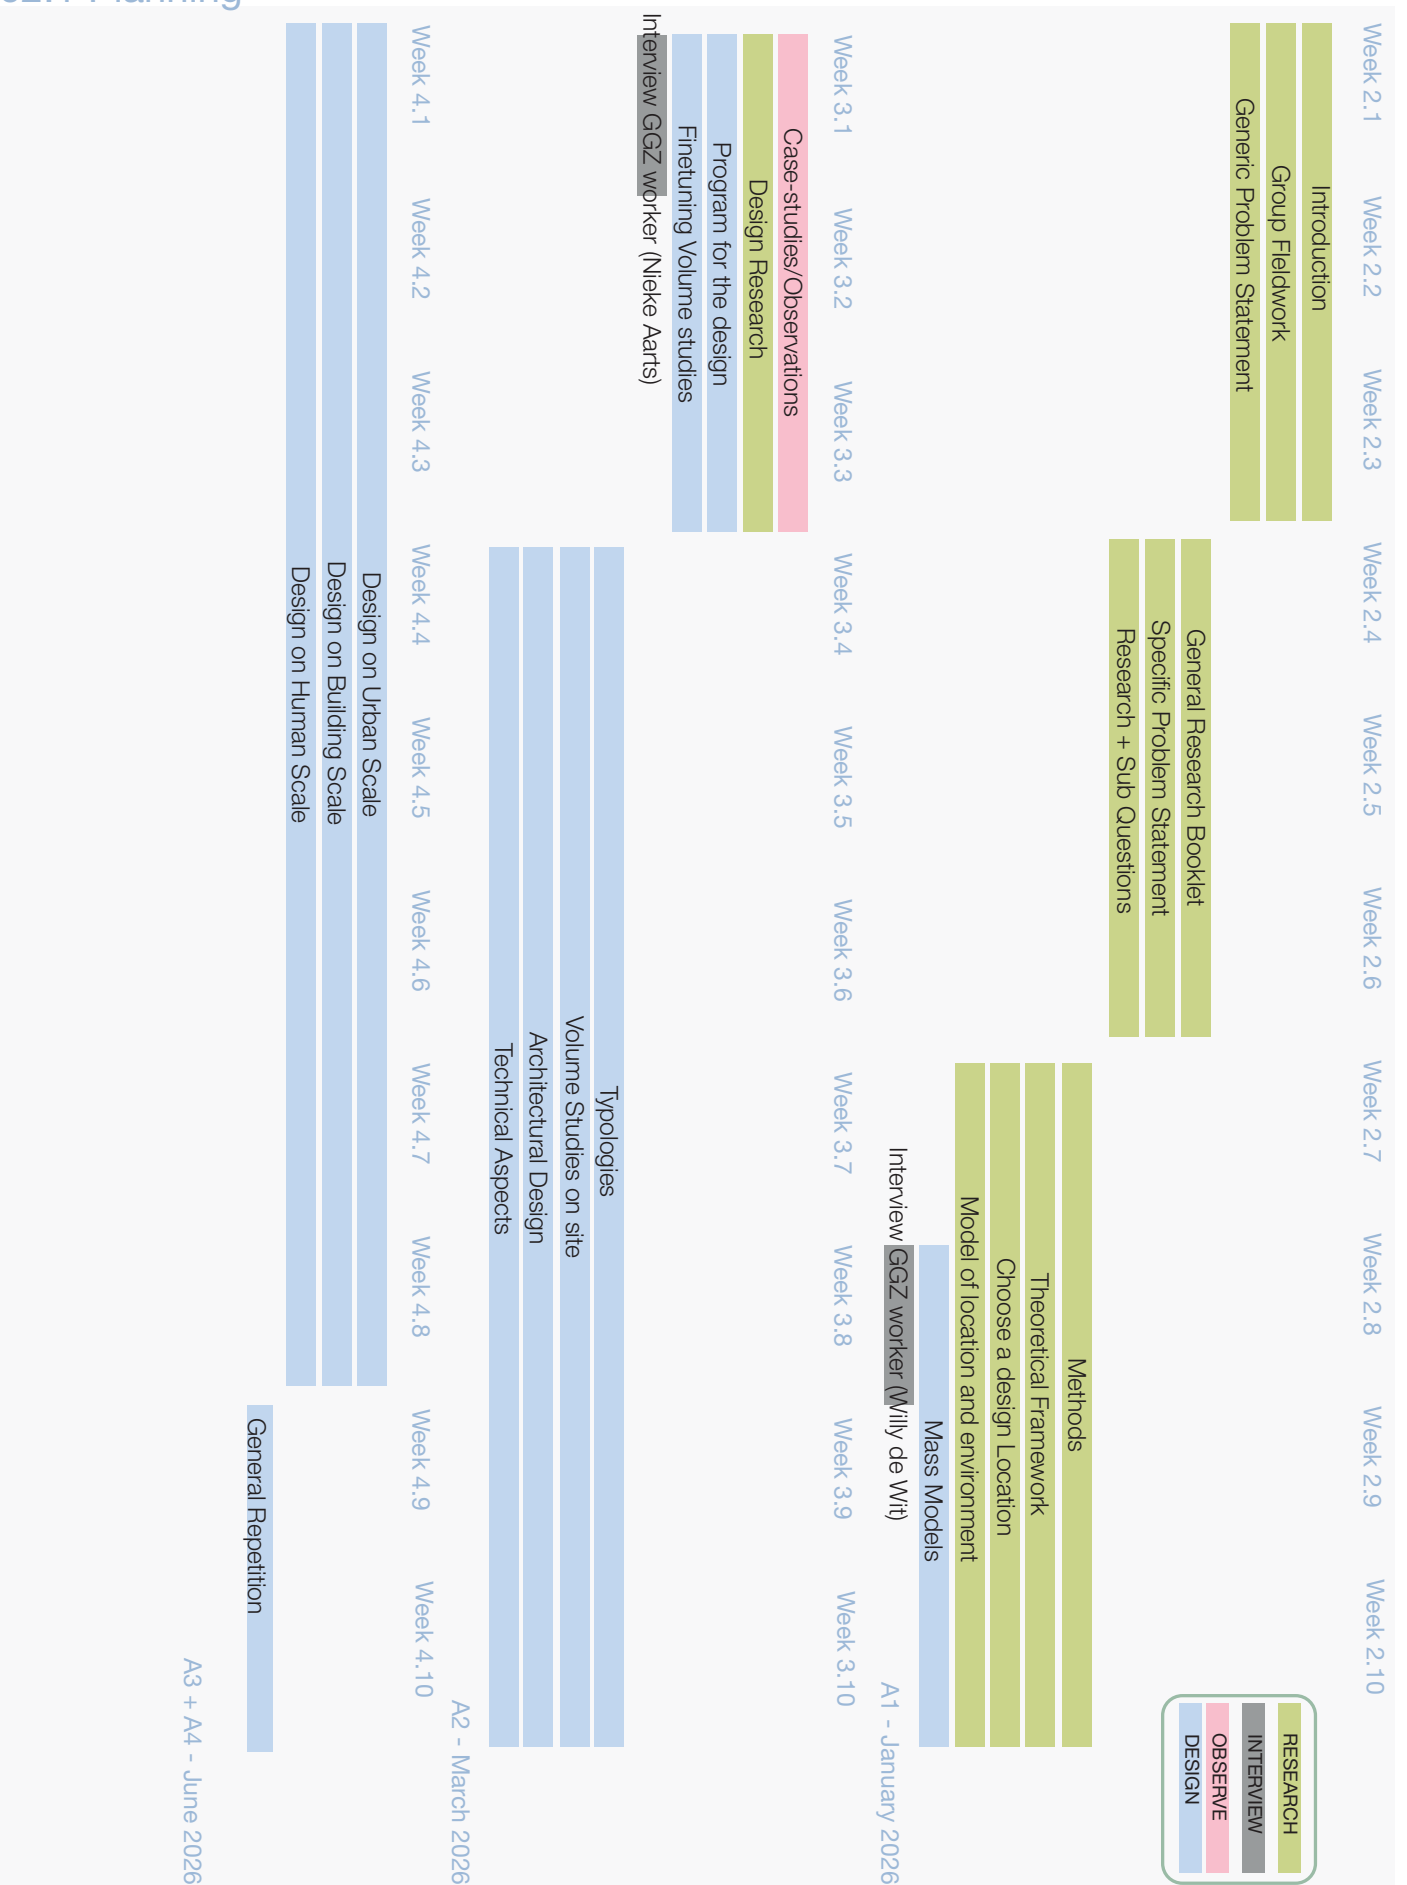 Planning
Week 2.1 Week 2.2 Week 2.3 Week 2.4 Week 2.5 Week 2.6 Week 2.7 Week 2.8 Week 2.9 Week 2.10
Introduction
Group FIeldwork
Generic Problem Statement
General Research Booklet
Specific Problem Statement
Research + Sub Questions
Methods
Theoretical Framework
Choose a design Location
Model of location and environment
Mass Models
Interview GGZ worker (Willy de Wit)
RESEARCH
INTERVIEW
OBSERVE
DESIGN
A1 - January 2026
Week 3.1 Week 3.2 Week 3.3 Week 3.4 Week 3.5 Week 3.6 Week 3.7 Week 3.8 Week 3.9 Week 3.10
Case-studies/Observations
Design Research
Program for the design
Finetuning Volume studies
Interview GGZ worker (Nieke Aarts)
Typologies
Volume Studies on site
Architectural Design
Technical Aspects
A2 - March 2026
Week 4.1 Week 4.2 Week 4.3 Week 4.4 Week 4.5 Week 4.6 Week 4.7 Week 4.8 Week 4.9 Week 4.10
Design on Urban Scale
Design on Building Scale
Design on Human Scale
General Repetition
A3 + A4 - June 2026